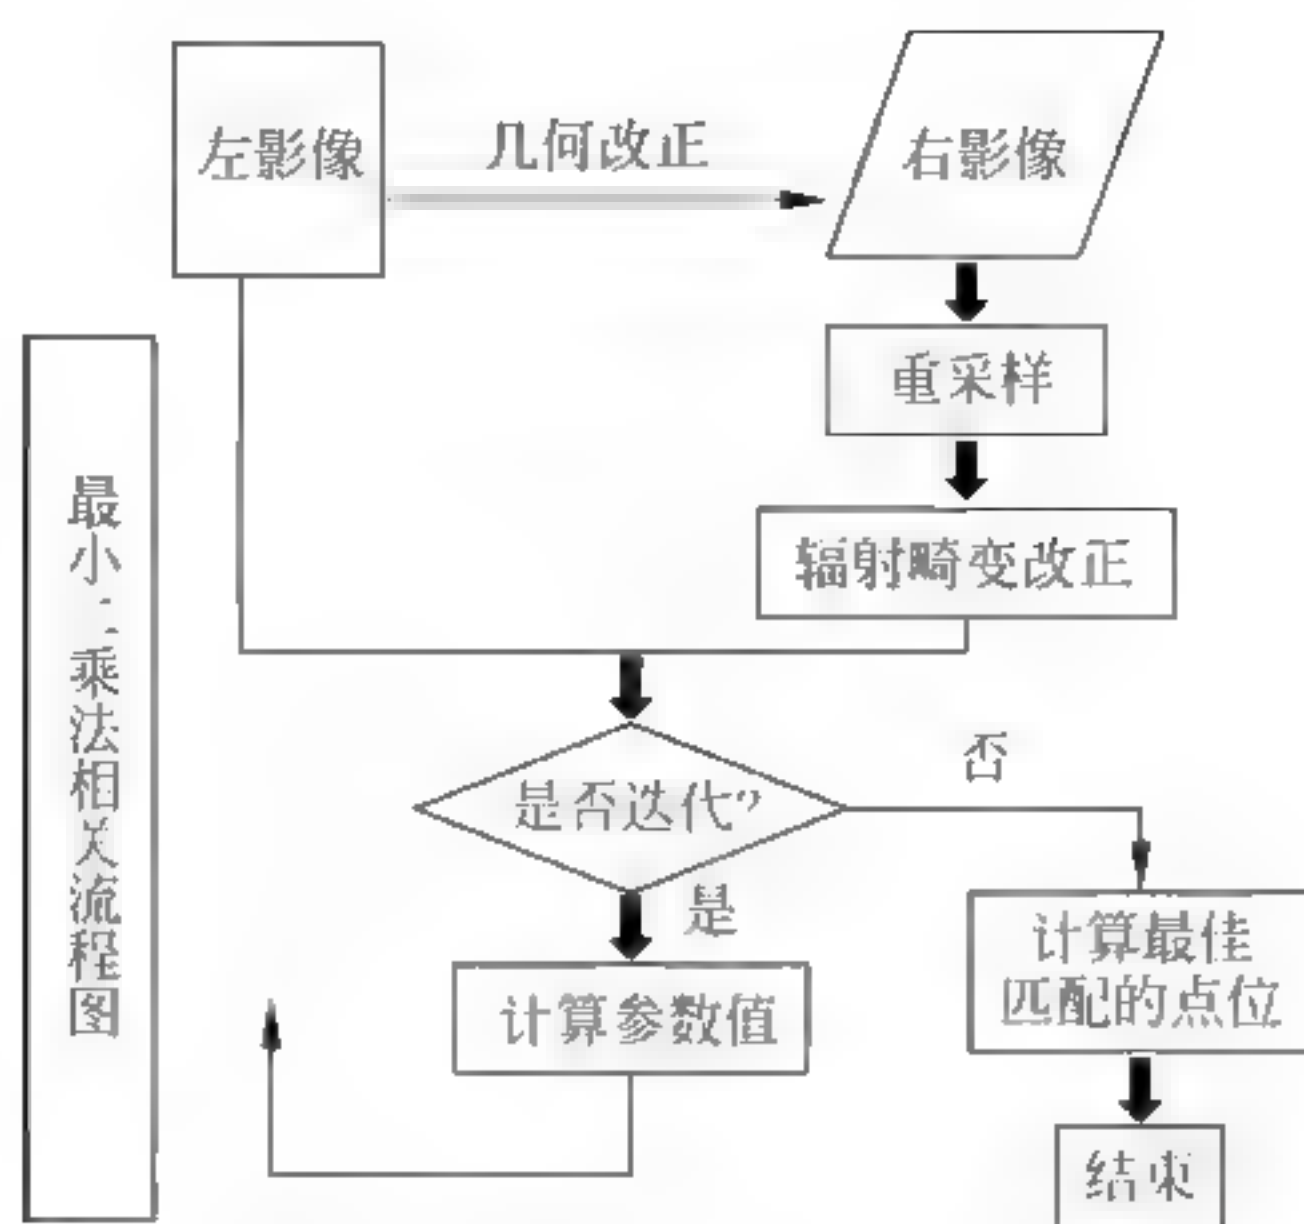 左影像
几何改正
右影像
重采样
辐射畸变改正
最小二乘法相关流程图
是否迭代?
否
是
计算参数值
计算最佳
匹配的点位
结束